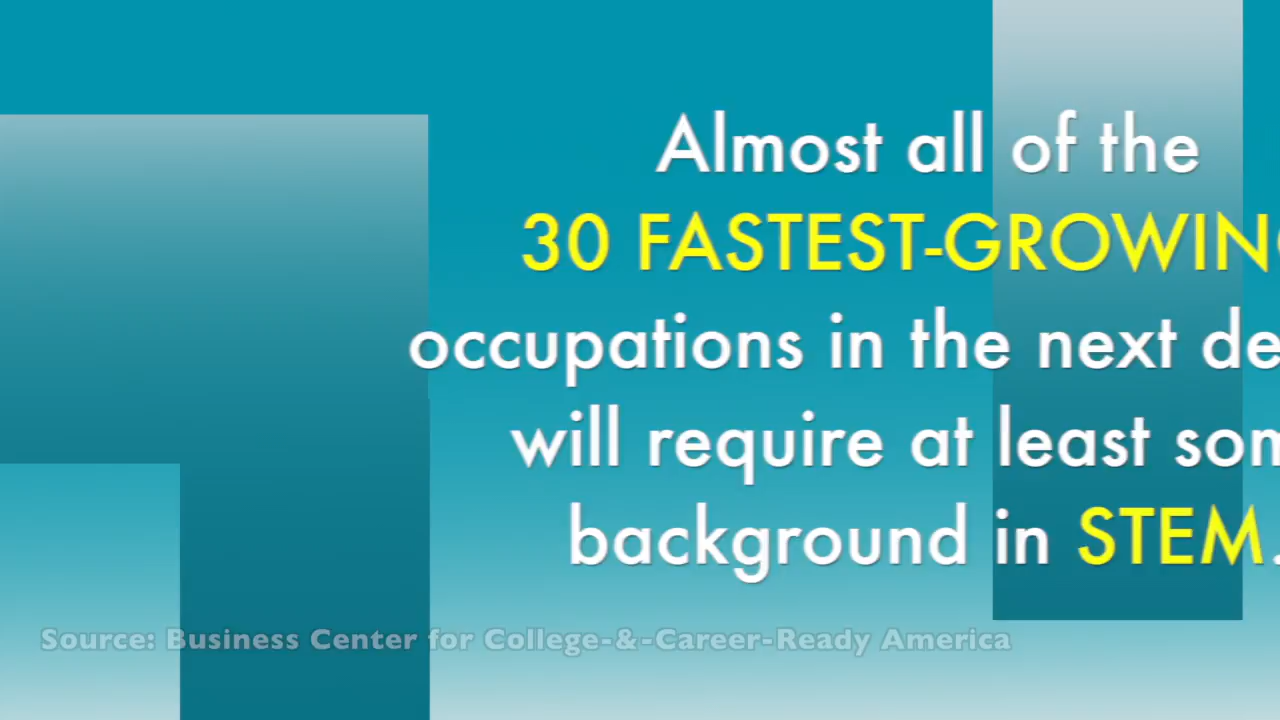 Almost all of the
30 FASTEST-GROWING
occupations in the next de
will require at least som
background in STEM.
Source: Business Center for College-&-Career-Ready America